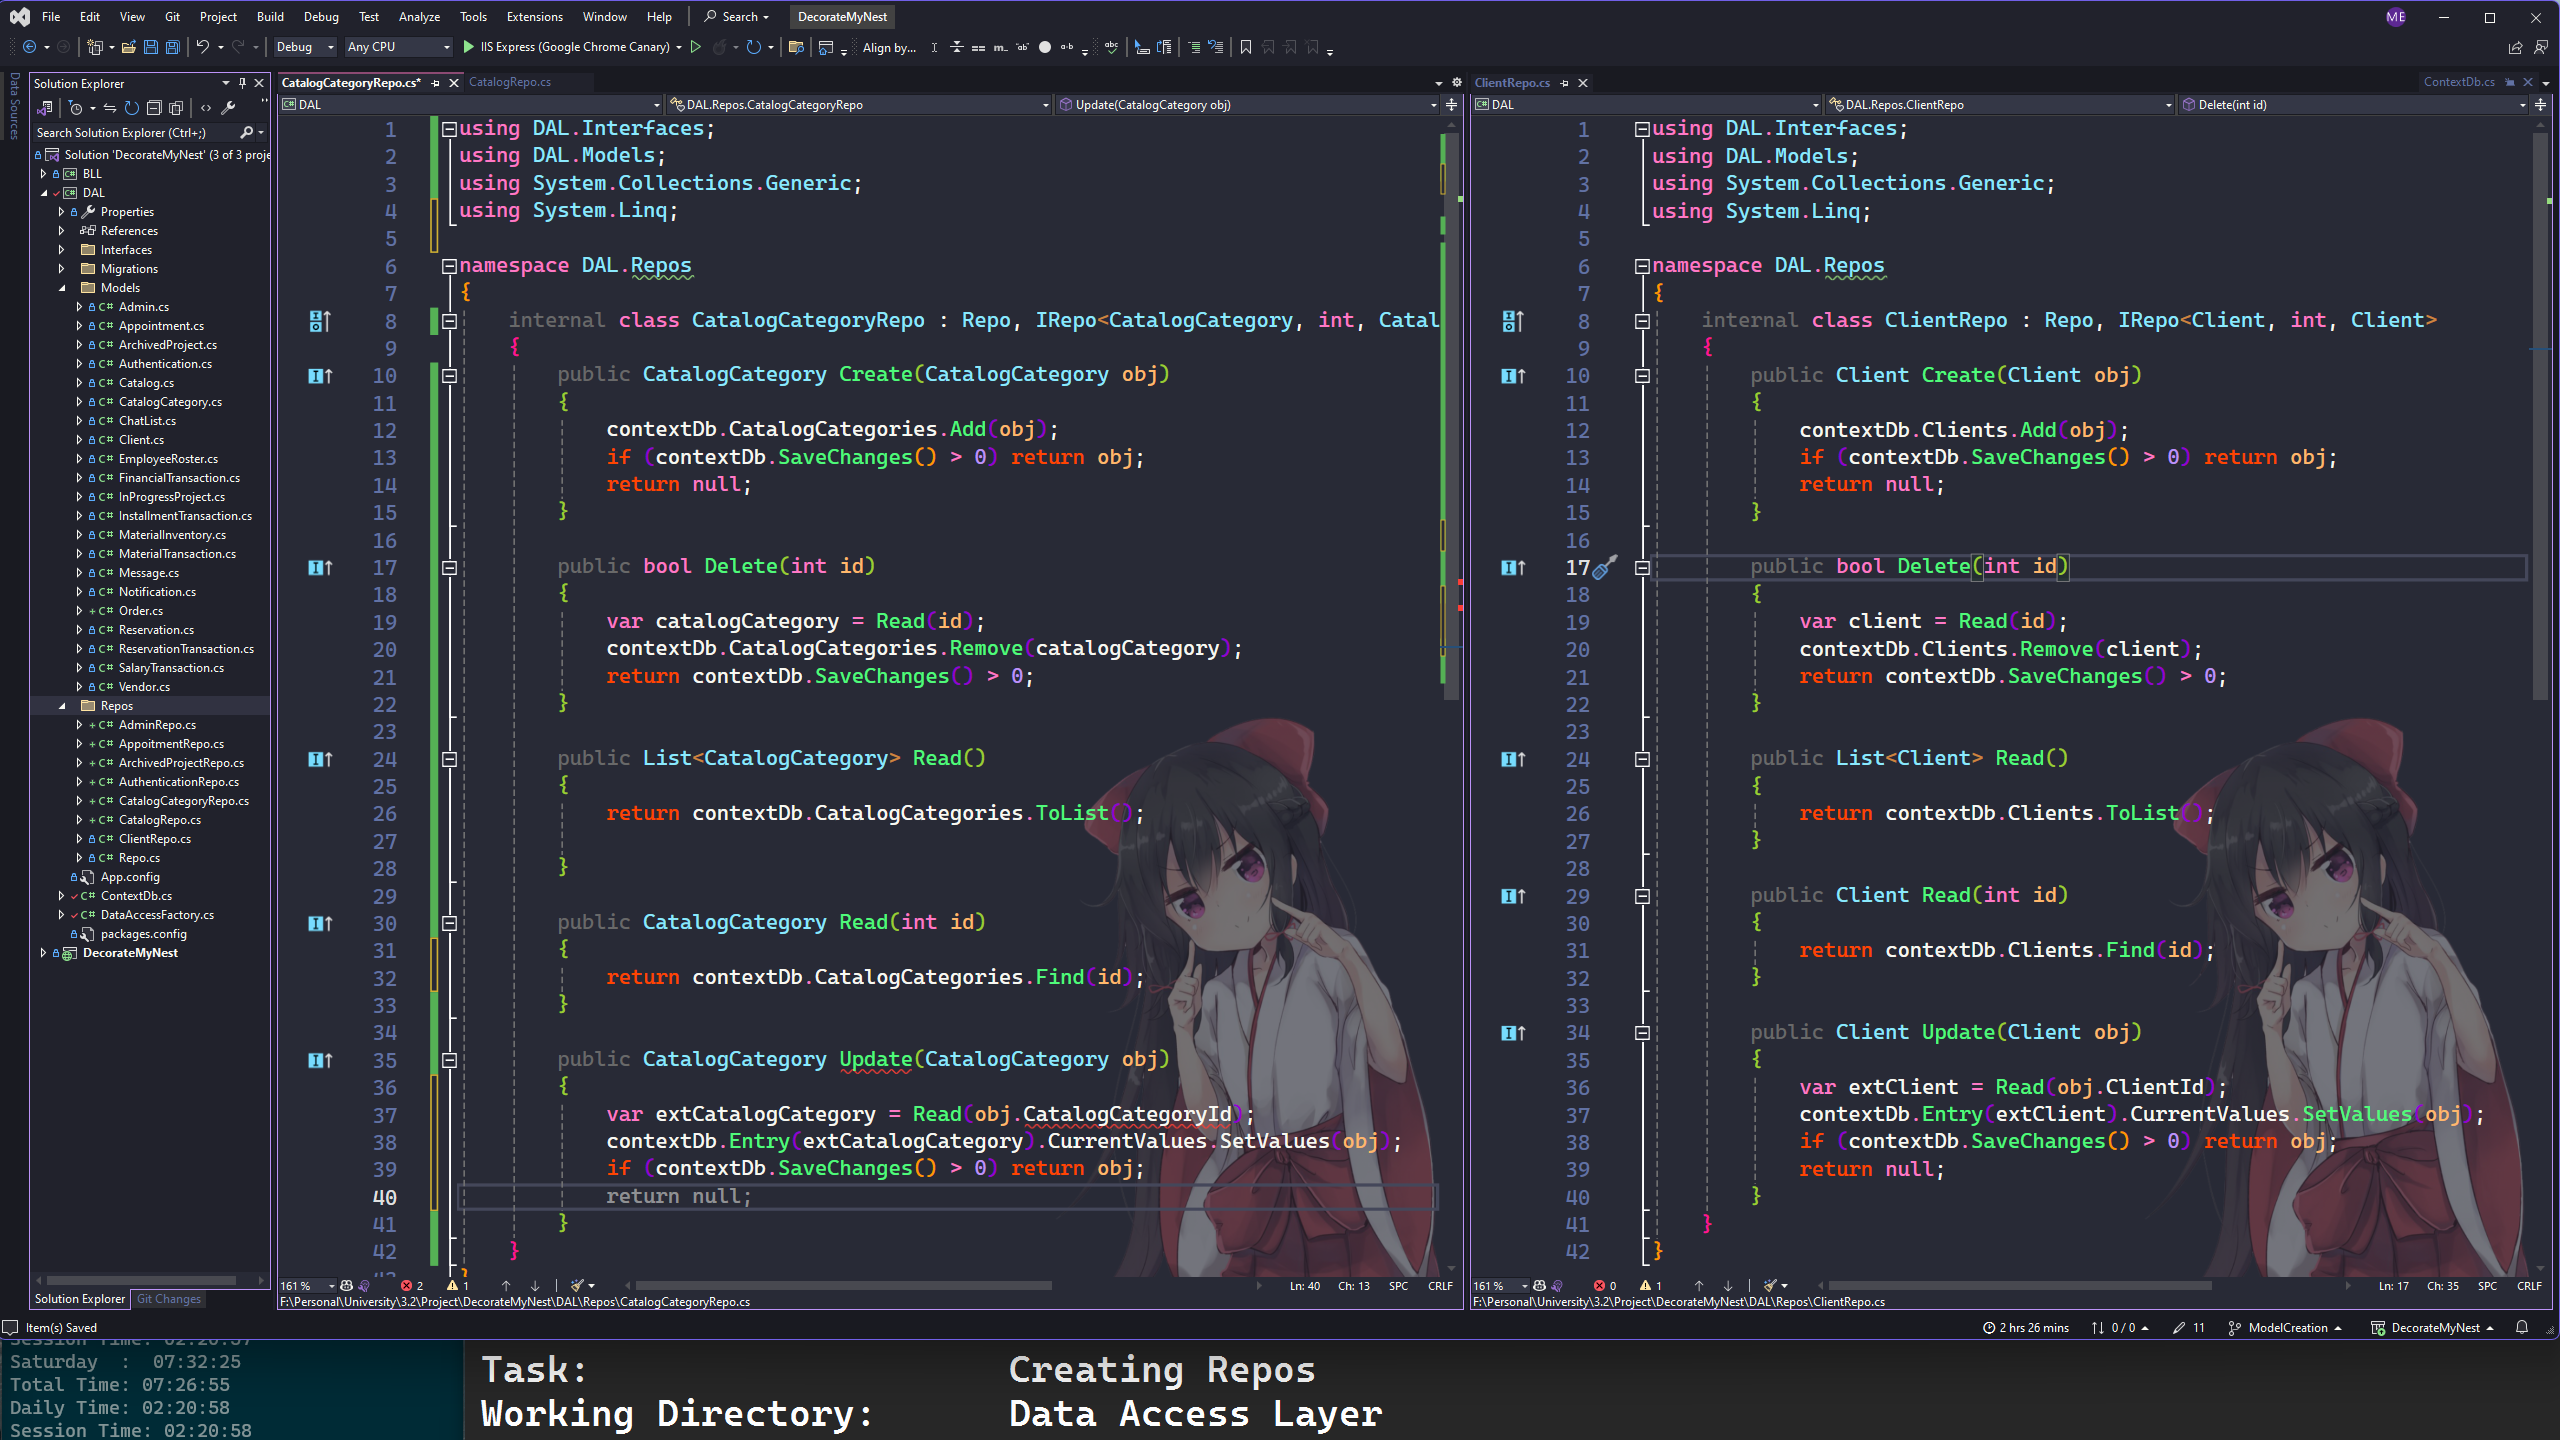 File Edit View Git Project Build Debug Test Analyze Tools Extensions Window Help Search DecorateMyNest ME
Debug Any CPU IIS Express (Google Chrome Canary) Align by...
Data Sources
Solution Explorer
Search Solution Explorer (Ctrl+;)
Solution 'DecorateMyNest' (3 of 3 proje
BLL
DAL
Properties
References
Interfaces
Migrations
Models
Admin.cs
Appointment.cs
ArchivedProject.cs
Authentication.cs
Catalog.cs
CatalogCategory.cs
ChatList.cs
Client.cs
EmployeeRoster.cs
FinancialTransaction.cs
InProgressProject.cs
InstallmentTransaction.cs
MaterialInventory.cs
MaterialTransaction.cs
Message.cs
Notification.cs
Order.cs
Reservation.cs
ReservationTransaction.cs
SalaryTransaction.cs
Vendor.cs
Repos
AdminRepo.cs
AppoitmentRepo.cs
ArchivedProjectRepo.cs
AuthenticationRepo.cs
CatalogCategoryRepo.cs
CatalogRepo.cs
ClientRepo.cs
Repo.cs
App.config
ContextDb.cs
DataAccessFactory.cs
packages.config
DecorateMyNest
Solution Explorer Git Changes
CatalogCategoryRepo.cs* CatalogRepo.cs
DAL DAL.Repos.CatalogCategoryRepo Update(CatalogCategory obj)
1 using DAL.Interfaces;
2 using DAL.Models;
3 using System.Collections.Generic;
4 using System.Linq;
5
6 namespace DAL.Repos
7 {
8 internal class CatalogCategoryRepo : Repo, IRepo<CatalogCategory, int, Catal
9 {
10 public CatalogCategory Create(CatalogCategory obj)
11 {
12 contextDb.CatalogCategories.Add(obj);
13 if (contextDb.SaveChanges() > 0) return obj;
14 return null;
15 }
16
17 public bool Delete(int id)
18 {
19 var catalogCategory = Read(id);
20 contextDb.CatalogCategories.Remove(catalogCategory);
21 return contextDb.SaveChanges() > 0;
22 }
23
24 public List<CatalogCategory> Read()
25 {
26 return contextDb.CatalogCategories.ToList();
27
28 }
29
30 public CatalogCategory Read(int id)
31 {
32 return contextDb.CatalogCategories.Find(id);
33 }
34
35 public CatalogCategory Update(CatalogCategory obj)
36 {
37 var extCatalogCategory = Read(obj.CatalogCategoryId);
38 contextDb.Entry(extCatalogCategory).CurrentValues.SetValues(obj);
39 if (contextDb.SaveChanges() > 0) return obj;
40 return null;
41 }
42 }
43 }
161 % 2 1 Ln: 40 Ch: 13 SPC CRLF
F:\Personal\University\3.2\Project\DecorateMyNest\DAL\Repos\CatalogCategoryRepo.cs
ClientRepo.cs ContextDb.cs
DAL DAL.Repos.ClientRepo Delete(int id)
1 using DAL.Interfaces;
2 using DAL.Models;
3 using System.Collections.Generic;
4 using System.Linq;
5
6 namespace DAL.Repos
7 {
8 internal class ClientRepo : Repo, IRepo<Client, int, Client>
9 {
10 public Client Create(Client obj)
11 {
12 contextDb.Clients.Add(obj);
13 if (contextDb.SaveChanges() > 0) return obj;
14 return null;
15 }
16
17 public bool Delete(int id)
18 {
19 var client = Read(id);
20 contextDb.Clients.Remove(client);
21 return contextDb.SaveChanges() > 0;
22 }
23
24 public List<Client> Read()
25 {
26 return contextDb.Clients.ToList();
27 }
28
29 public Client Read(int id)
30 {
31 return contextDb.Clients.Find(id);
32 }
33
34 public Client Update(Client obj)
35 {
36 var extClient = Read(obj.ClientId);
37 contextDb.Entry(extClient).CurrentValues.SetValues(obj);
38 if (contextDb.SaveChanges() > 0) return obj;
39 return null;
40 }
41 }
42 }
161 % 0 1 Ln: 17 Ch: 35 SPC CRLF
F:\Personal\University\3.2\Project\DecorateMyNest\DAL\Repos\ClientRepo.cs
Item(s) Saved 2 hrs 26 mins 0 / 0 11 ModelCreation DecorateMyNest
Session Time: 02:20:57
Saturday : 07:32:25
Total Time: 07:26:55
Daily Time: 02:20:58
Session Time: 02:20:58
Task: Creating Repos
Working Directory: Data Access Layer